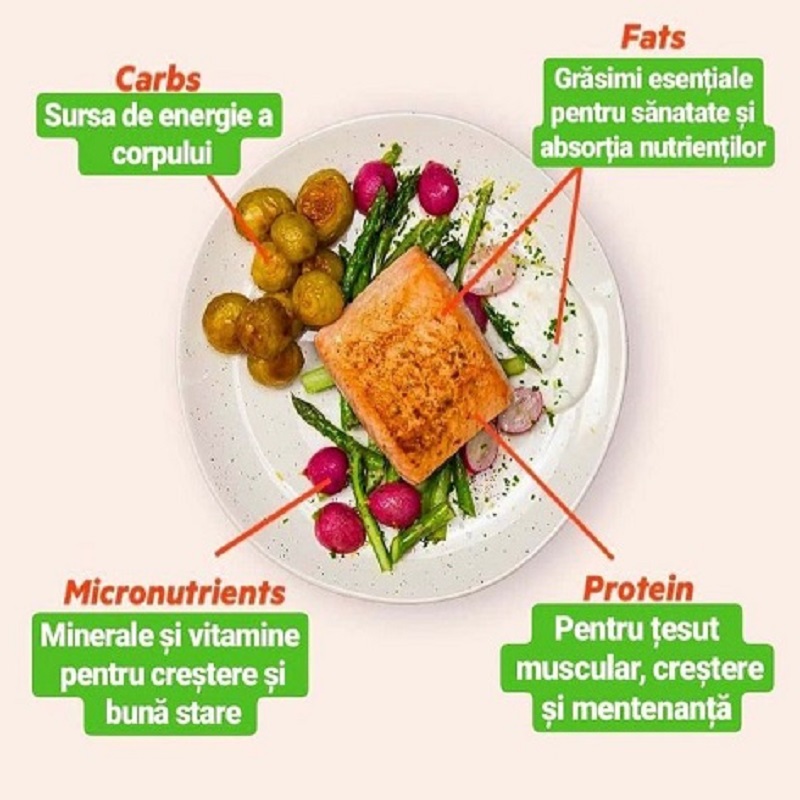 Carbs
Sursa de energie a
corpului
Fats
Grăsimi esențiale
pentru sănatate și
absorția nutrienților
Micronutrients
Minerale și vitamine
pentru creștere și
bună stare
Protein
Pentru țesut
muscular, creștere
și mentenanță